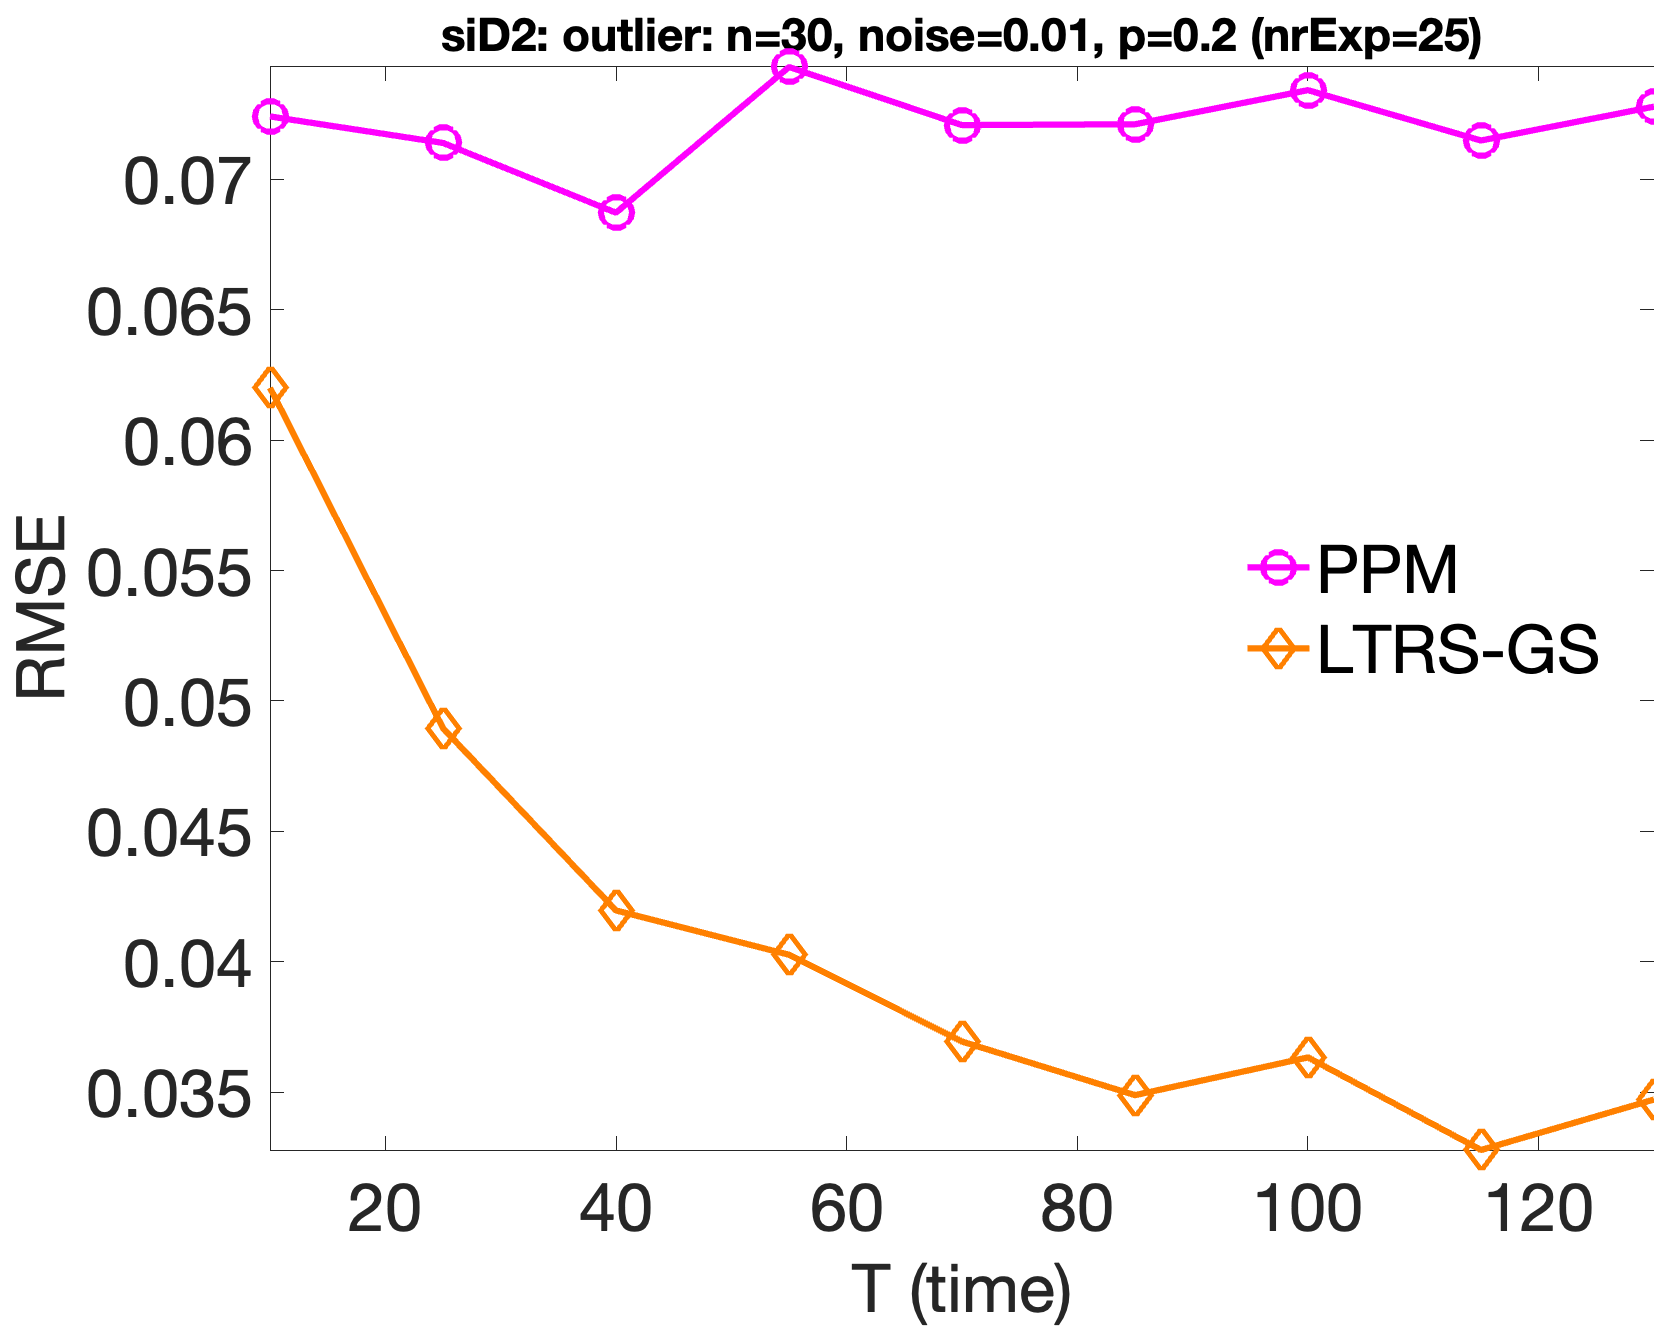 siD2: outlier: n=30, noise=0.01, p=0.2 (nrExp=25)
0.07
0.065
0.06
0.055
0.05
0.045
0.04
0.035
RMSE
PPM
LTRS-GS
20 40 60 80 100 120
T (time)